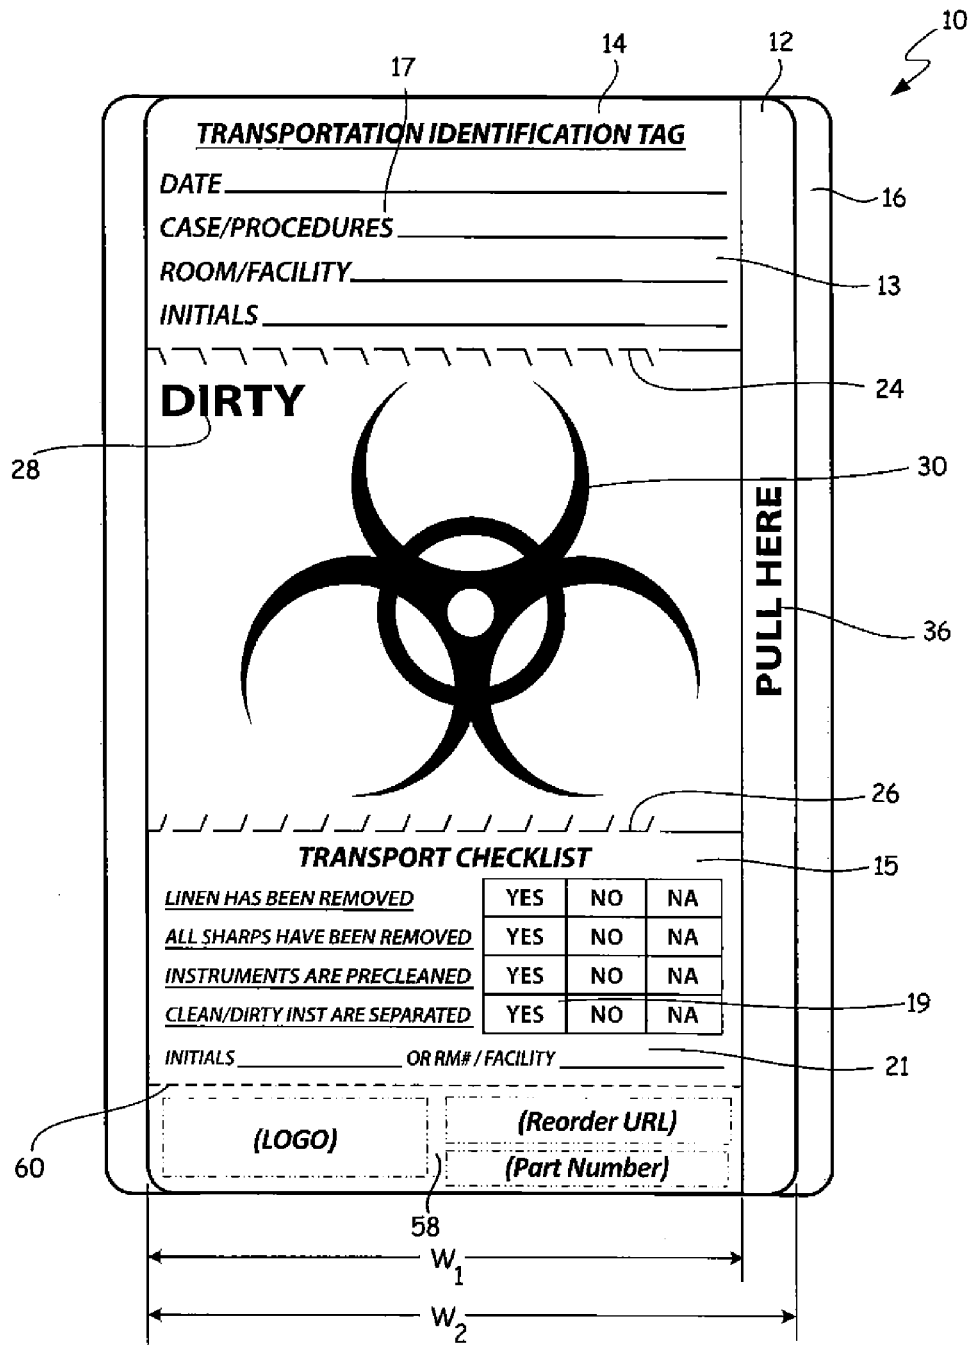 10
12
14
17
TRANSPORTATION IDENTIFICATION TAG
DATE
16
CASE/PROCEDURES
ROOM/FACILITY
13
INITIALS
24
DIRTY
28
30
PULL HERE
36
26
TRANSPORT CHECKLIST
15
LINEN HAS BEEN REMOVED YES NO NA
ALL SHARPS HAVE BEEN REMOVED YES NO NA
INSTRUMENTS ARE PRECLEANED YES NO NA
CLEAN/DIRTY INST ARE SEPARATED YES NO NA
19
INITIALS OR RM# / FACILITY
21
60
(LOGO)
(Reorder URL)
(Part Number)
58
W1
W2